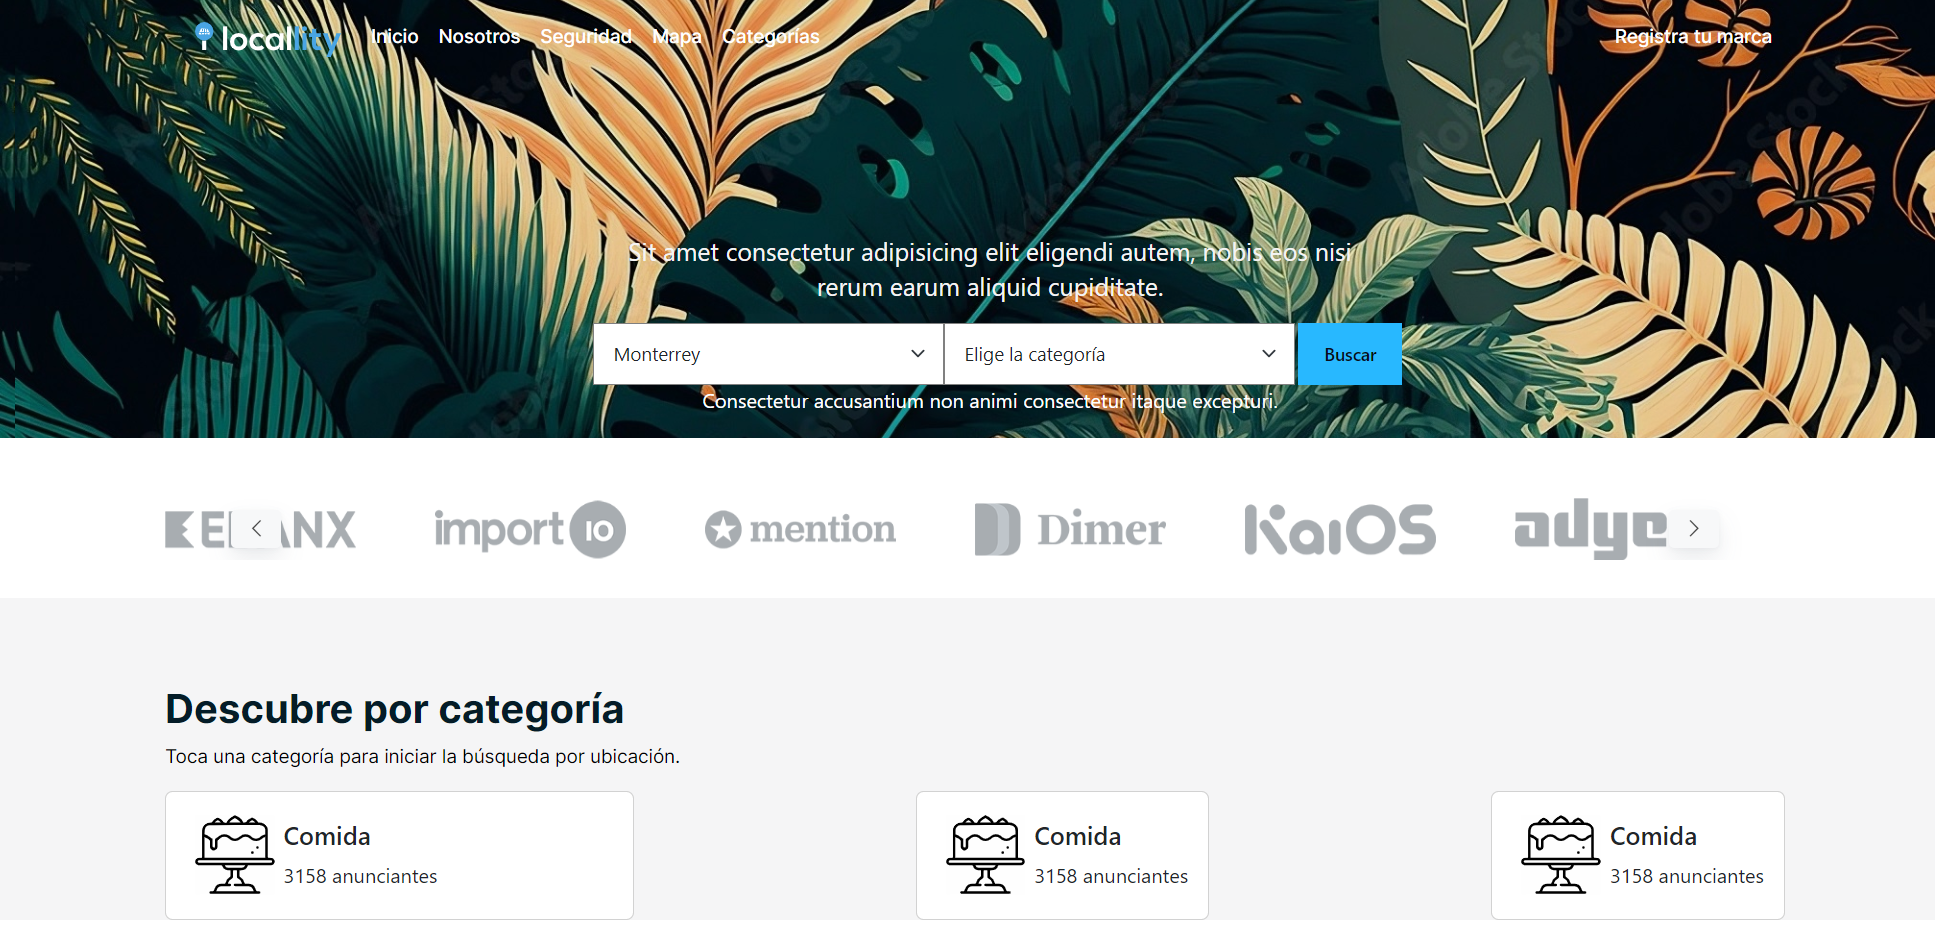 locallity Inicio Nosotros Seguridad Mapa Categorías Registra tu marca
Sit amet consectetur adipisicing elit eligendi autem, nobis eos nisi
rerum earum aliquid cupiditate.
Monterrey Elige la categoría Buscar
Consectetur accusantium non animi consectetur itaque excepturi.
import IO mention Dimer KaiOS adye
Descubre por categoría
Toca una categoría para iniciar la búsqueda por ubicación.
Comida Comida Comida
3158 anunciantes 3158 anunciantes 3158 anunciantes
Adobe Stock